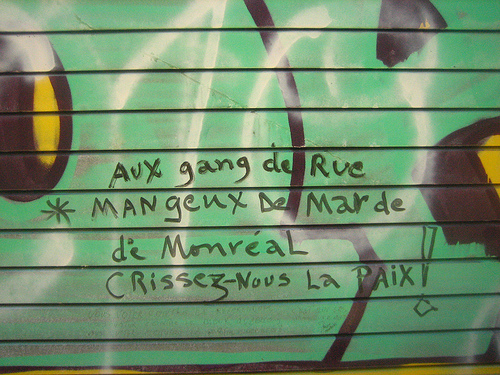 AUX gang de Rue
* MANgeux De Marde
de Monréal
CRissez-Nous La PAIX!